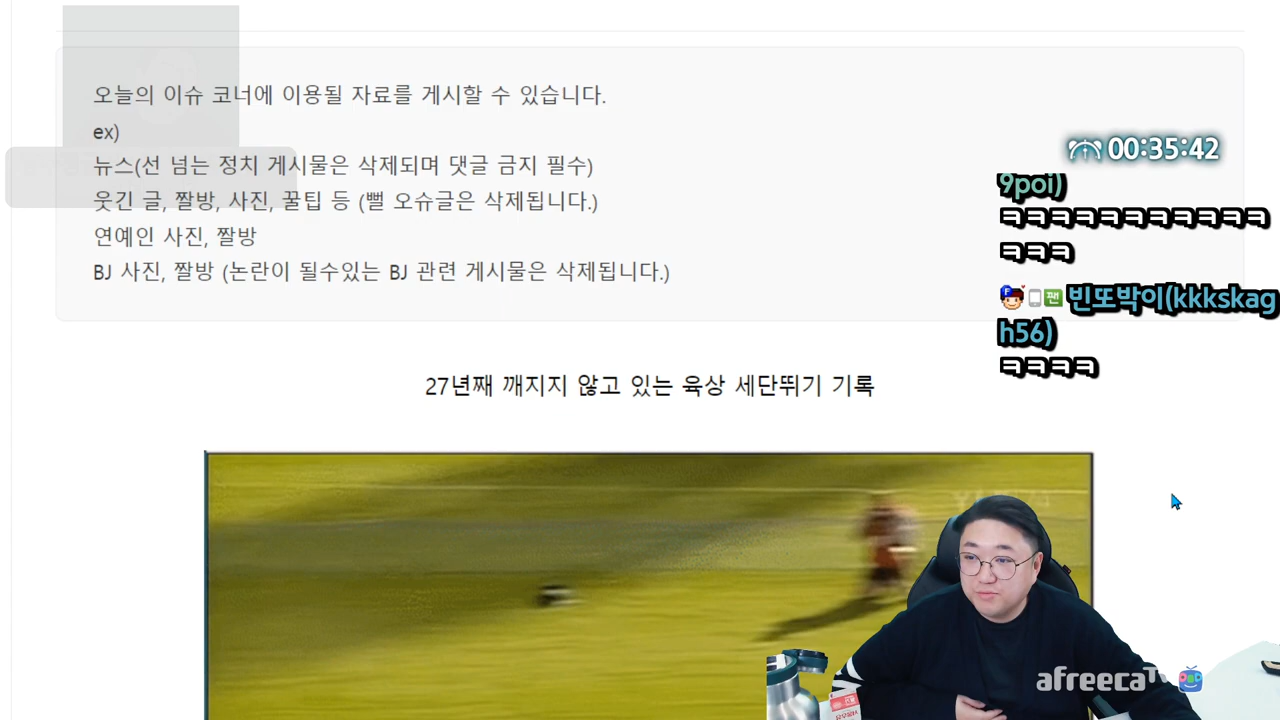 오늘의 이슈 코너에 이용될 자료를 게시할 수 있습니다.
ex)
뉴스(선 넘는 정치 게시물은 삭제되며 댓글 금지 필수)
웃긴 글, 짤방, 사진, 꿀팁 등 (뻘 오슈글은 삭제됩니다.)
연예인 사진, 짤방
BJ 사진, 짤방 (논란이 될수있는 BJ 관련 게시물은 삭제됩니다.)
00:35:42
9poi)
ㅋㅋㅋㅋㅋㅋㅋㅋㅋㅋㅋ
ㅋㅋㅋ
F 팬 빈또박이(kkkskag
h56)
ㅋㅋㅋㅋ
27년째 깨지지 않고 있는 육상 세단뛰기 기록
afreecaTV